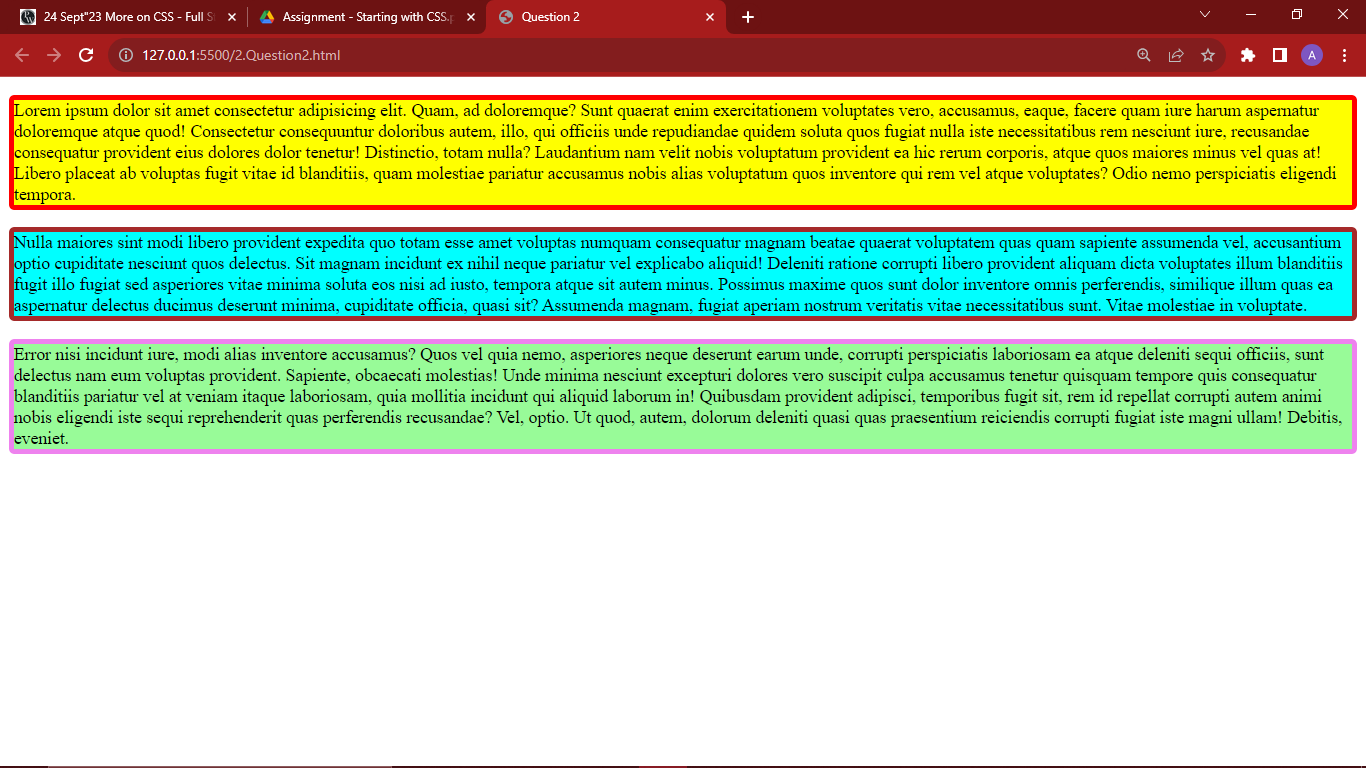 24 Sept"23 More on CSS - Full S
Assignment - Starting with CSS.p
Question 2
127.0.0.1:5500/2.Question2.html
A
Lorem ipsum dolor sit amet consectetur adipisicing elit. Quam, ad doloremque? Sunt quaerat enim exercitationem voluptates vero, accusamus, eaque, facere quam iure harum aspernatur
doloremque atque quod! Consectetur consequuntur doloribus autem, illo, qui officiis unde repudiandae quidem soluta quos fugiat nulla iste necessitatibus rem nesciunt iure, recusandae
consequatur provident eius dolores dolor tenetur! Distinctio, totam nulla? Laudantium nam velit nobis voluptatum provident ea hic rerum corporis, atque quos maiores minus vel quas at!
Libero placeat ab voluptas fugit vitae id blanditiis, quam molestiae pariatur accusamus nobis alias voluptatum quos inventore qui rem vel atque voluptates? Odio nemo perspiciatis eligendi
tempora.
Nulla maiores sint modi libero provident expedita quo totam esse amet voluptas numquam consequatur magnam beatae quaerat voluptatem quas quam sapiente assumenda vel, accusantium
optio cupiditate nesciunt quos delectus. Sit magnam incidunt ex nihil neque pariatur vel explicabo aliquid! Deleniti ratione corrupti libero provident aliquam dicta voluptates illum blanditiis
fugit illo fugiat sed asperiores vitae minima soluta eos nisi ad iusto, tempora atque sit autem minus. Possimus maxime quos sunt dolor inventore omnis perferendis, similique illum quas ea
aspernatur delectus ducimus deserunt minima, cupiditate officia, quasi sit? Assumenda magnam, fugiat aperiam nostrum veritatis vitae necessitatibus sunt. Vitae molestiae in voluptate.
Error nisi incidunt iure, modi alias inventore accusamus? Quos vel quia nemo, asperiores neque deserunt earum unde, corrupti perspiciatis laboriosam ea atque deleniti sequi officiis, sunt
delectus nam eum voluptas provident. Sapiente, obcaecati molestias! Unde minima nesciunt excepturi dolores vero suscipit culpa accusamus tenetur quisquam tempore quis consequatur
blanditiis pariatur vel at veniam itaque laboriosam, quia mollitia incidunt qui aliquid laborum in! Quibusdam provident adipisci, temporibus fugit sit, rem id repellat corrupti autem animi
nobis eligendi iste sequi reprehenderit quas perferendis recusandae? Vel, optio. Ut quod, autem, dolorum deleniti quasi quas praesentium reiciendis corrupti fugiat iste magni ullam! Debitis,
eveniet.